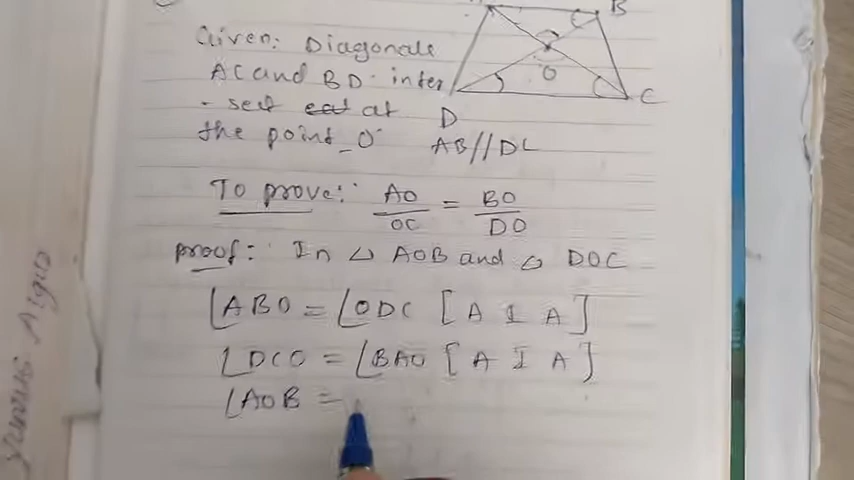 B
Given: Diagonals
AC and BD inter
O
C
- sect at
D
the point O
AB//DC
To prove:
AO/OC = BO/DO
proof: In △ AOB and △ DOC
∠ABO = ∠ODC [A I A]
∠DCO = ∠BAO [A I A]
∠AOB =